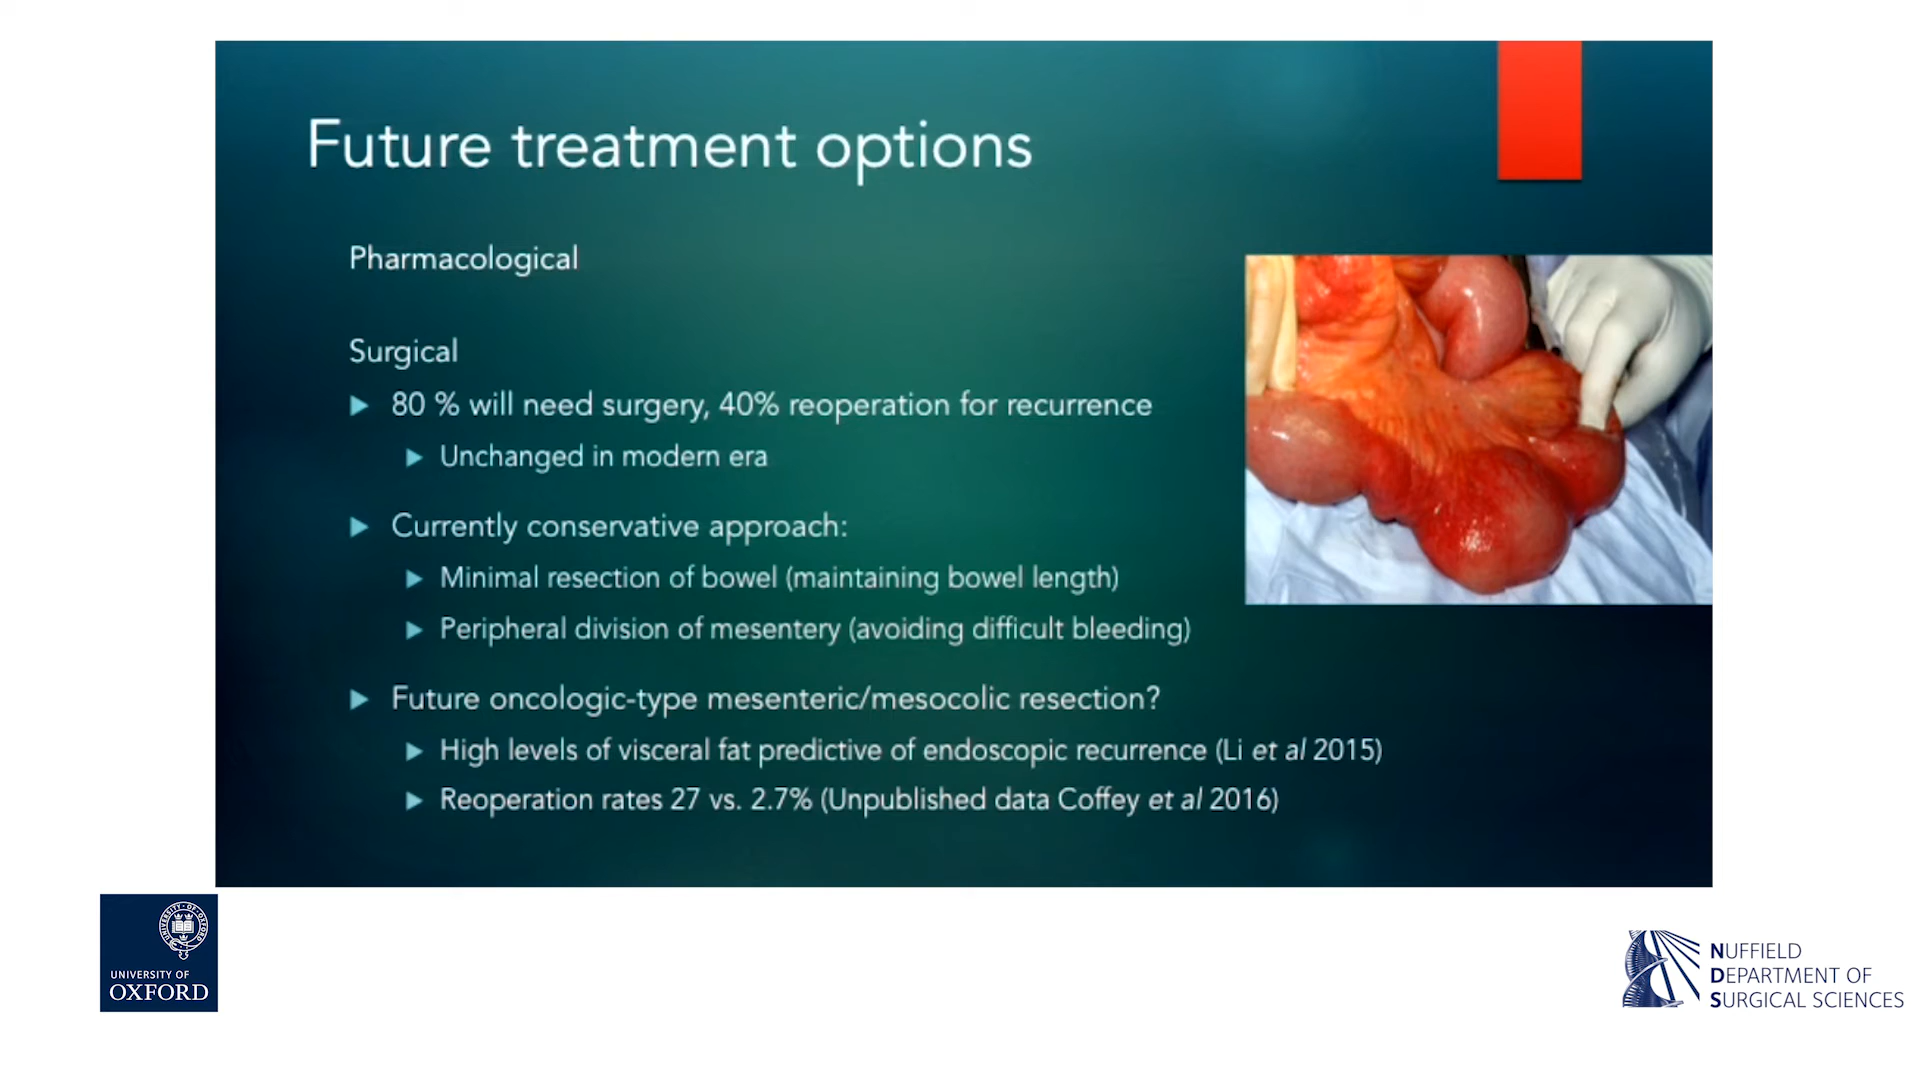 Future treatment options
Pharmacological
Surgical
80 % will need surgery, 40% reoperation for recurrence
Unchanged in modern era
Currently conservative approach:
Minimal resection of bowel (maintaining bowel length)
Peripheral division of mesentery (avoiding difficult bleeding)
Future oncologic-type mesenteric/mesocolic resection?
High levels of visceral fat predictive of endoscopic recurrence (Li et al 2015)
Reoperation rates 27 vs. 2.7% (Unpublished data Coffey et al 2016)
UNIVERSITY OF
OXFORD
NUFFIELD
DEPARTMENT OF
SURGICAL SCIENCES